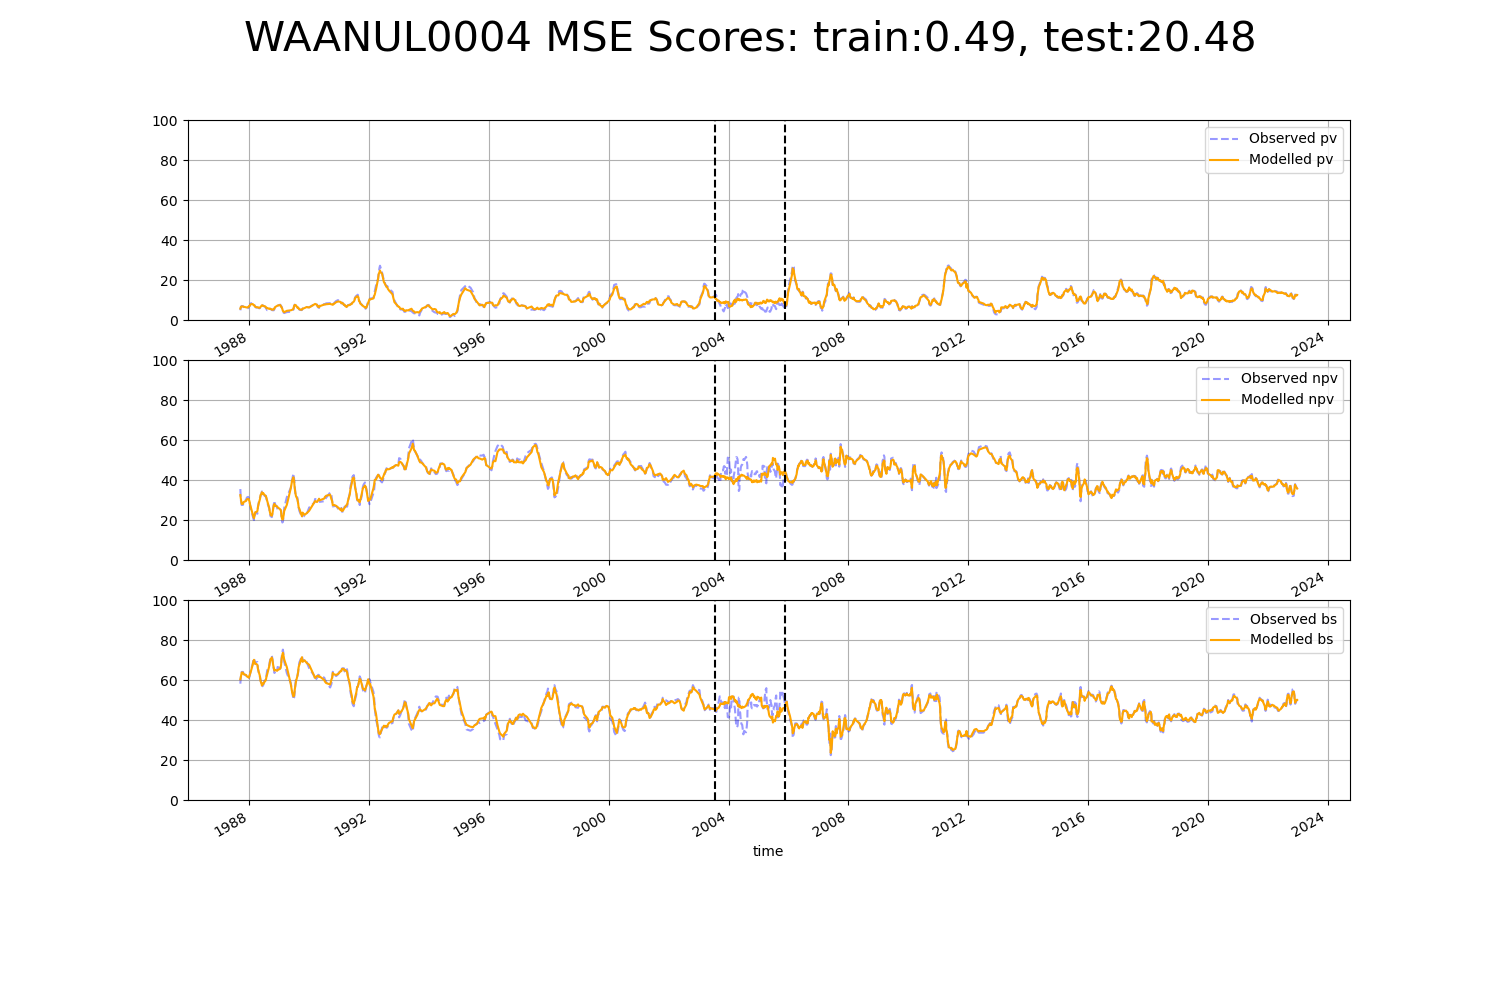 WAANUL0004 MSE Scores: train:0.49, test:20.48
100
80
60
40
20
0
Observed pv
Modelled pv
1988 1992 1996 2000 2004 2008 2012 2016 2020 2024
100
80
60
40
20
0
Observed npv
Modelled npv
1988 1992 1996 2000 2004 2008 2012 2016 2020 2024
100
80
60
40
20
0
Observed bs
Modelled bs
1988 1992 1996 2000 2004 2008 2012 2016 2020 2024
time